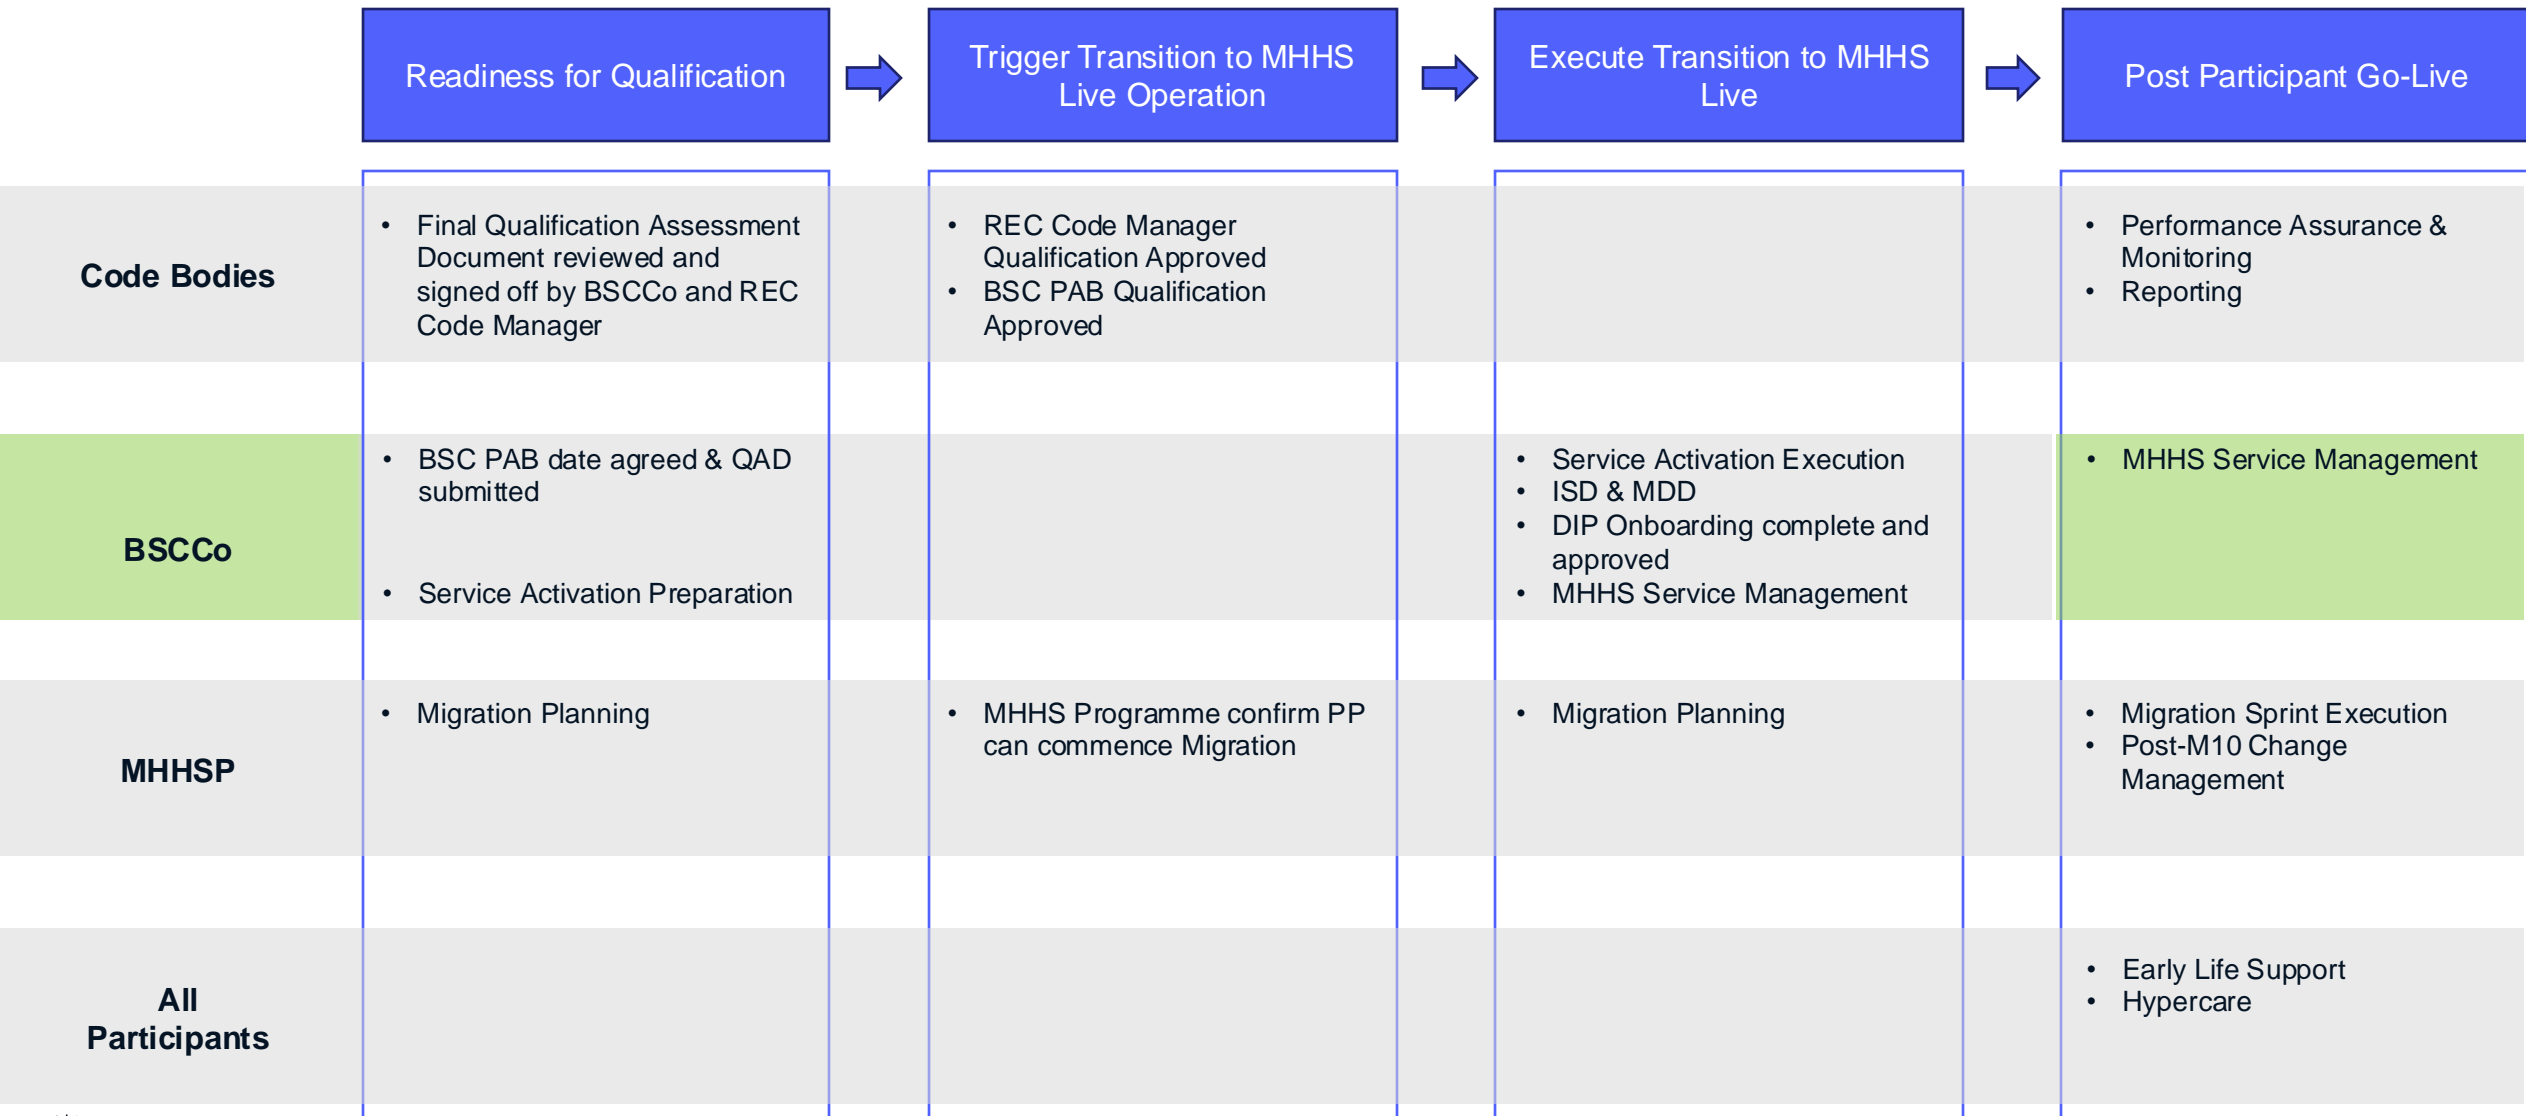 Readiness for Qualification
Trigger Transition to MHHS
Live Operation
Execute Transition to MHHS
Live
Post Participant Go-Live
Code Bodies
• Final Qualification Assessment
Document reviewed and
signed off by BSCCo and REC
Code Manager
• REC Code Manager
Qualification Approved
• BSC PAB Qualification
Approved
• Performance Assurance &
Monitoring
• Reporting
BSCCo
• BSC PAB date agreed & QAD
submitted
• Service Activation Preparation
• Service Activation Execution
• ISD & MDD
• DIP Onboarding complete and
approved
• MHHS Service Management
• MHHS Service Management
MHHSP
• Migration Planning
• MHHS Programme confirm PP
can commence Migration
• Migration Planning
• Migration Sprint Execution
• Post-M10 Change
Management
All
Participants
• Early Life Support
• Hypercare